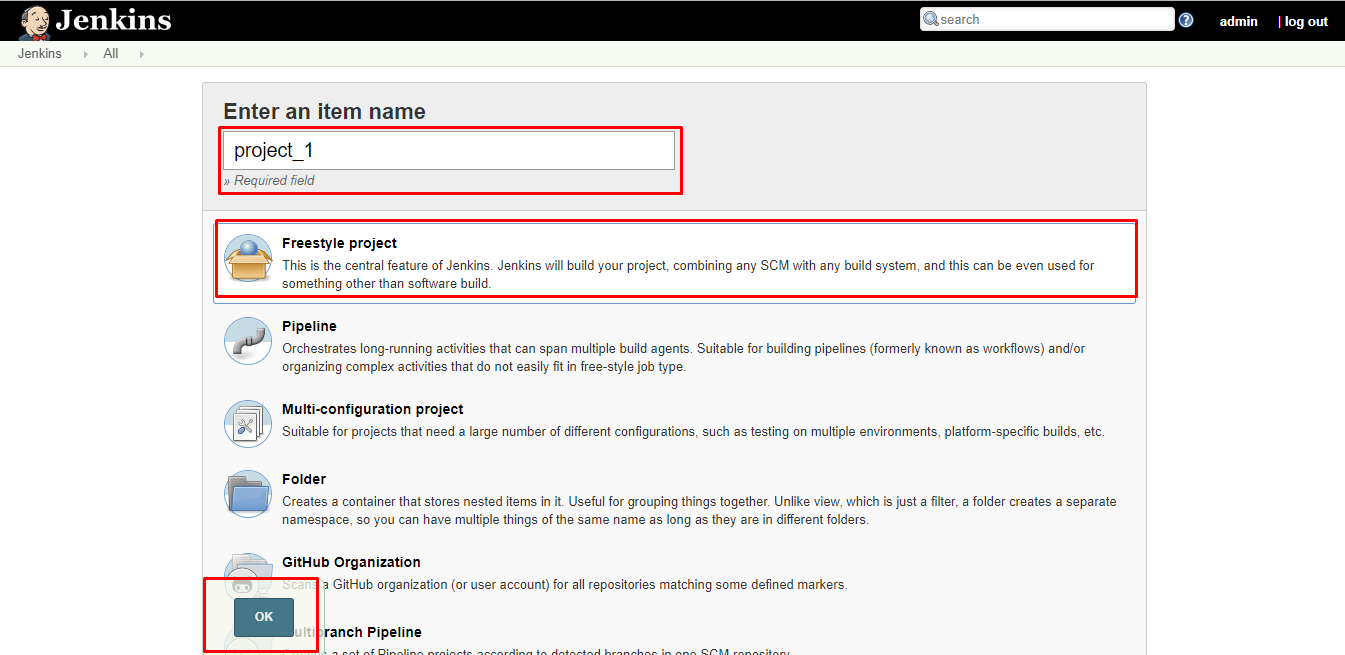 Jenkins
search
admin
| log out
Jenkins
All
Enter an item name
project_1
» Required field
Freestyle project
This is the central feature of Jenkins. Jenkins will build your project, combining any SCM with any build system, and this can be even used for
something other than software build.
Pipeline
Orchestrates long-running activities that can span multiple build agents. Suitable for building pipelines (formerly known as workflows) and/or
organizing complex activities that do not easily fit in free-style job type.
Multi-configuration project
Suitable for projects that need a large number of different configurations, such as testing on multiple environments, platform-specific builds, etc.
Folder
Creates a container that stores nested items in it. Useful for grouping things together. Unlike view, which is just a filter, a folder creates a separate
namespace, so you can have multiple things of the same name as long as they are in different folders.
GitHub Organization
Scans a GitHub organization (or user account) for all repositories matching some defined markers.
OK
Multibranch Pipeline
a set of Pipeline projects according to detected branches in one SCM repository.